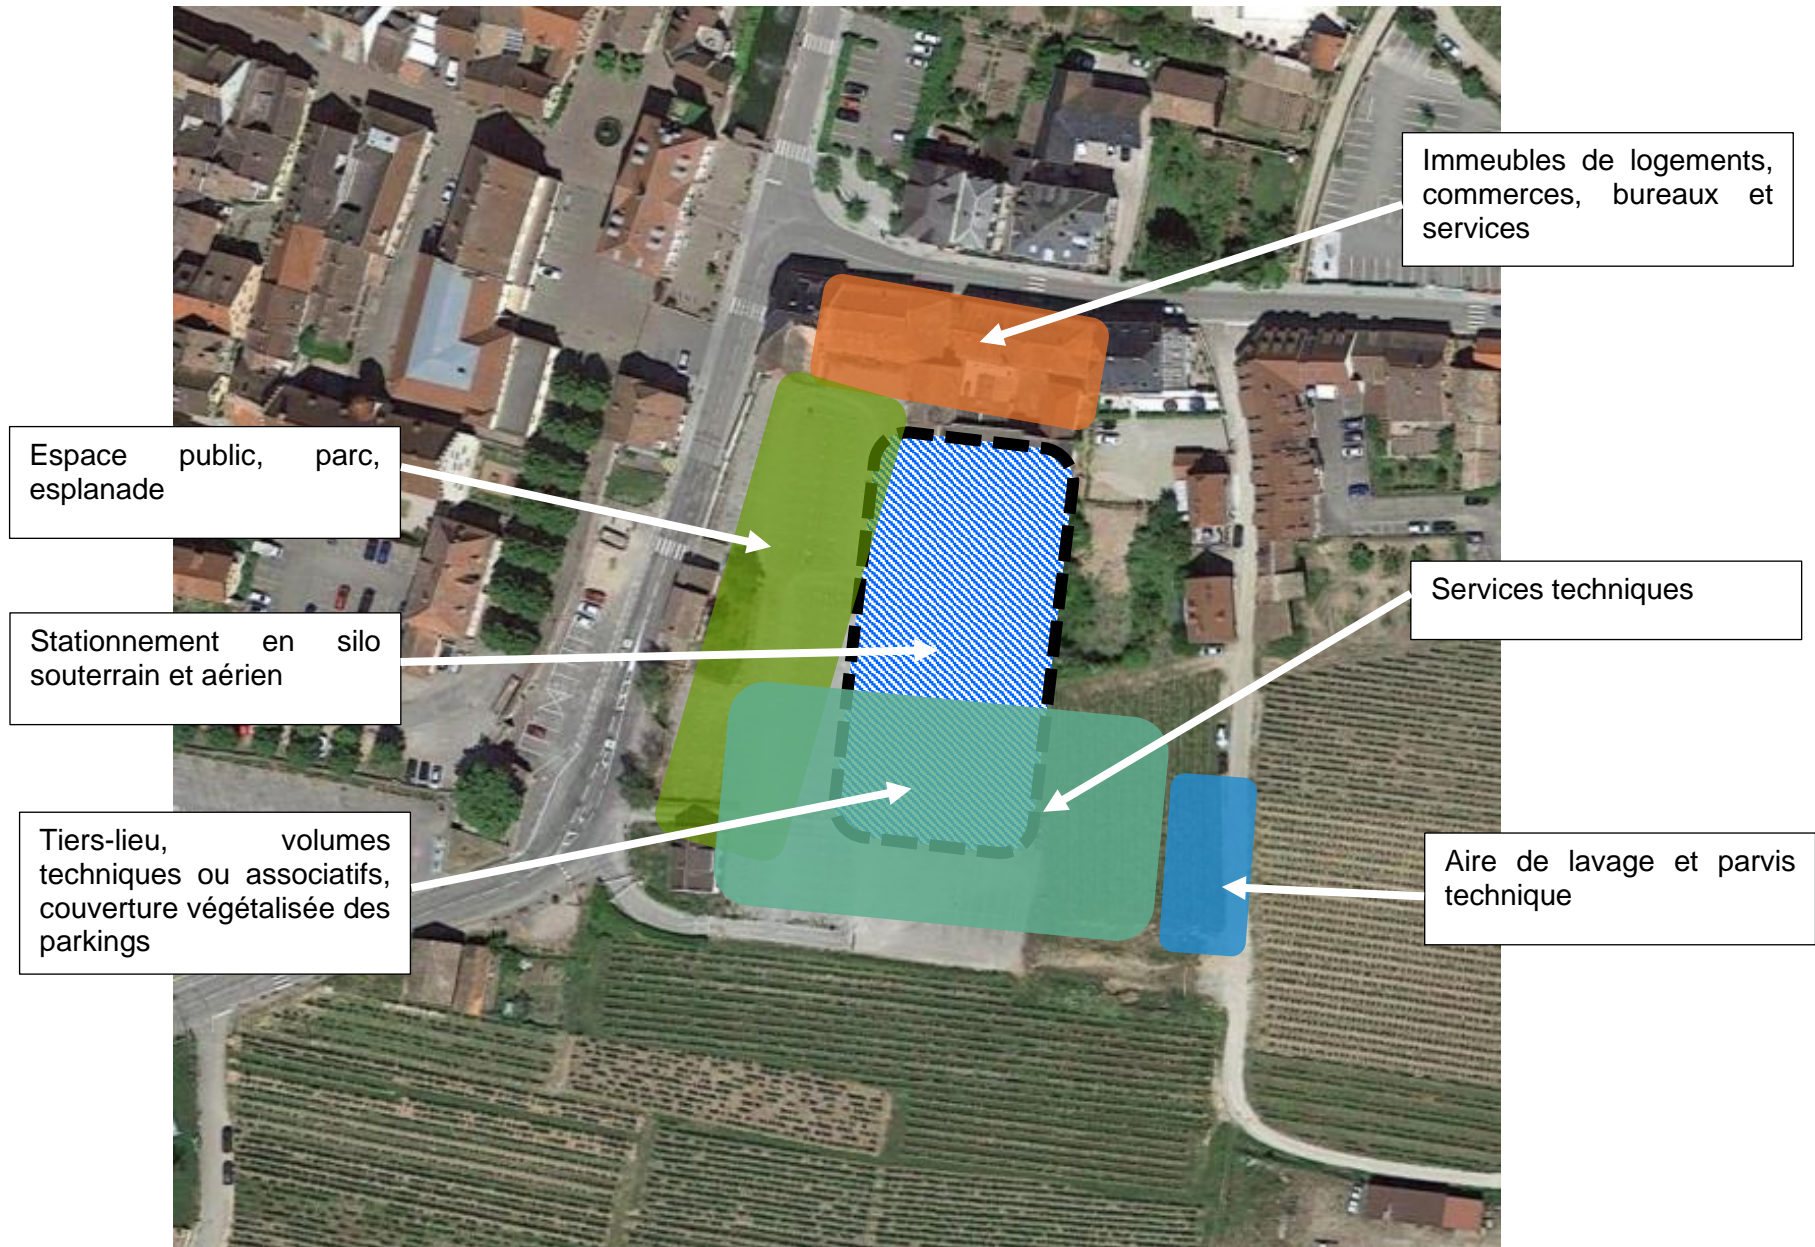 Immeubles de logements,
commerces, bureaux et
services
Espace public, parc,
esplanade
Services techniques
Stationnement en silo
souterrain et aérien
Tiers-lieu, volumes
techniques ou associatifs,
couverture végétalisée des
parkings
Aire de lavage et parvis
technique